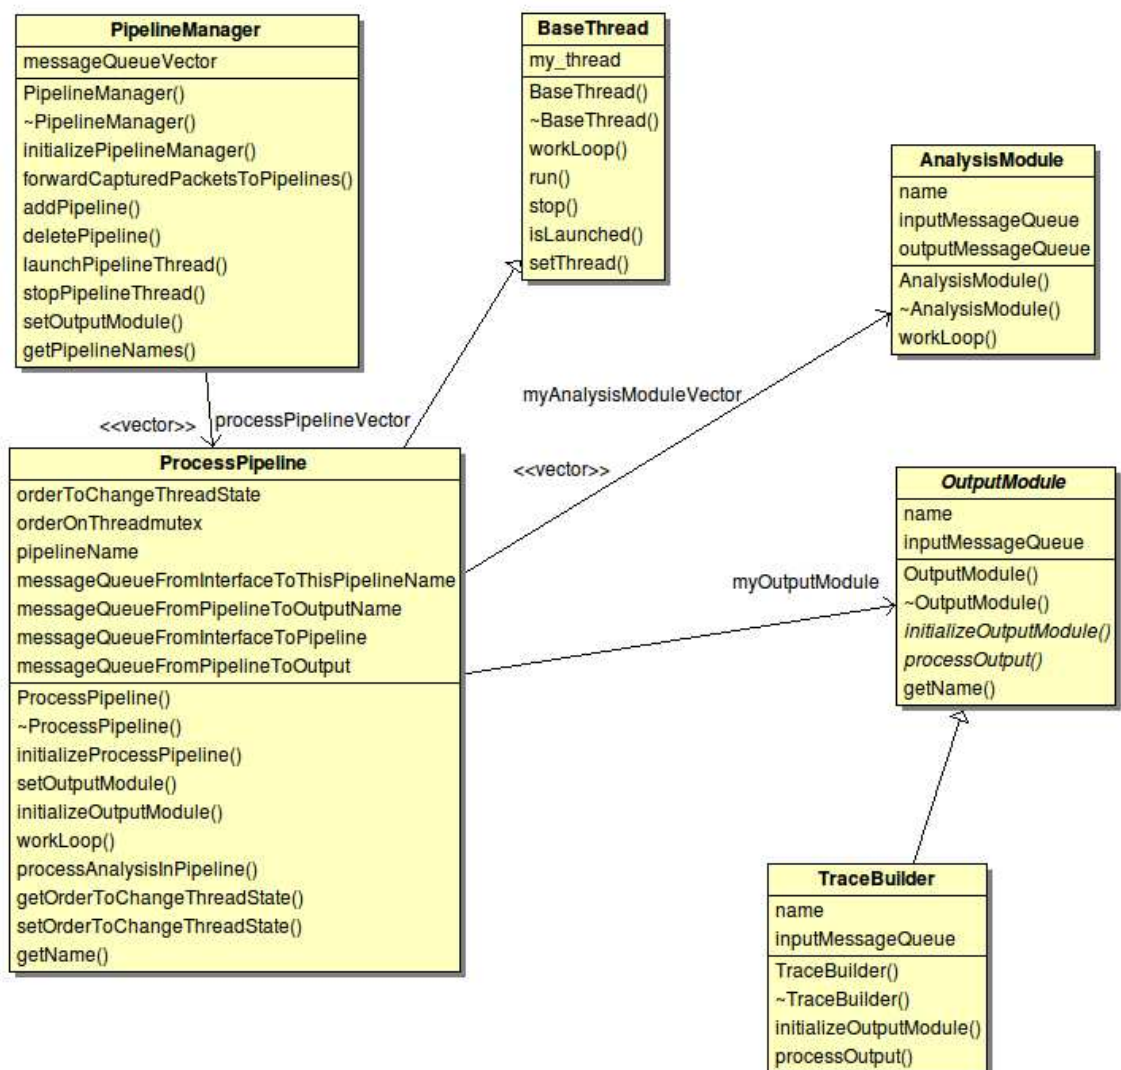 PipelineManager
messageQueueVector
PipelineManager()
~PipelineManager()
initializePipelineManager()
forwardCapturedPacketsToPipelines()
addPipeline()
deletePipeline()
launchPipelineThread()
stopPipelineThread()
setOutputModule()
getPipelineNames()
BaseThread
my_thread
BaseThread()
~BaseThread()
workLoop()
run()
stop()
isLaunched()
setThread()
AnalysisModule
name
inputMessageQueue
outputMessageQueue
AnalysisModule()
~AnalysisModule()
workLoop()
<<vector>>
processPipelineVector
myAnalysisModuleVector
<<vector>>
ProcessPipeline
orderToChangeThreadState
orderOnThreadmutex
pipelineName
messageQueueFromInterfaceToThisPipelineName
messageQueueFromPipelineToOutputName
messageQueueFromInterfaceToPipeline
messageQueueFromPipelineToOutput
ProcessPipeline()
~ProcessPipeline()
initializeProcessPipeline()
setOutputModule()
initializeOutputModule()
workLoop()
processAnalysisInPipeline()
getOrderToChangeThreadState()
setOrderToChangeThreadState()
getName()
myOutputModule
OutputModule
name
inputMessageQueue
OutputModule()
~OutputModule()
initializeOutputModule()
processOutput()
getName()
TraceBuilder
name
inputMessageQueue
TraceBuilder()
~TraceBuilder()
initializeOutputModule()
processOutput()